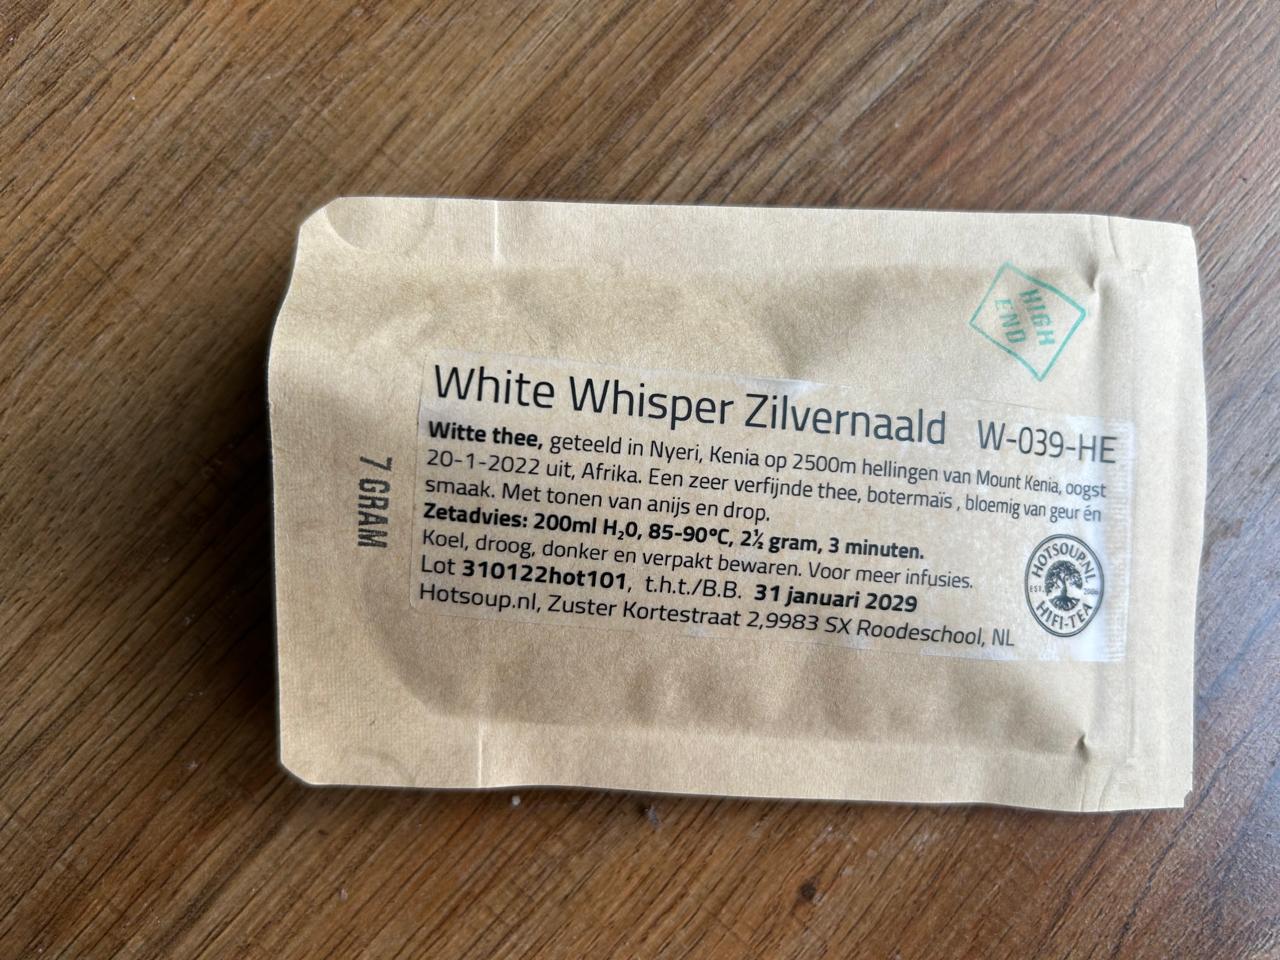 HIGH
END
White Whisper Zilvernaald W-039-HE
Witte thee, geteeld in Nyeri, Kenia op 2500m hellingen van Mount Kenia, oogst
20-1-2022 uit, Afrika. Een zeer verfijnde thee, botermaïs , bloemig van geur én
smaak. Met tonen van anijs en drop.
Zetadvies: 200ml H₂0, 85-90°C, 2½ gram, 3 minuten.
Koel, droog, donker en verpakt bewaren. Voor meer infusies.
Lot 310122hot101, t.h.t./B.B. 31 januari 2029
Hotsoup.nl, Zuster Kortestraat 2,9983 SX Roodeschool, NL
7 GRAM
HOTSOUP.NL
EST. 2006
HIFI-TEA